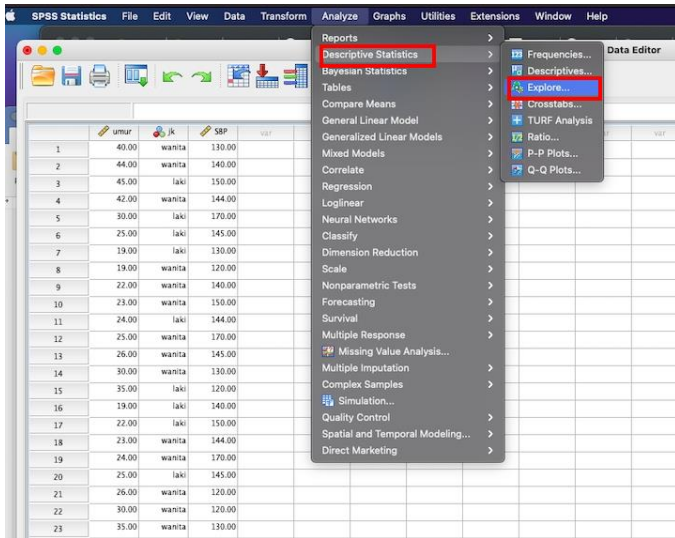 SPSS Statistics File Edit View Data Transform Analyze Graphs Utilities Extensions Window Help
Data Editor
Reports
Descriptive Statistics
Bayesian Statistics
Tables
Compare Means
General Linear Model
Generalized Linear Models
Mixed Models
Correlate
Regression
Loglinear
Neural Networks
Classify
Dimension Reduction
Scale
Nonparametric Tests
Forecasting
Survival
Multiple Response
Missing Value Analysis...
Multiple Imputation
Complex Samples
Simulation...
Quality Control
Spatial and Temporal Modeling...
Direct Marketing
Frequencies...
Descriptives...
Explore...
Crosstabs...
TURF Analysis
Ratio...
P-P Plots...
Q-Q Plots...
umur jk SBP var var
1 40.00 wanita 130.00
2 44.00 wanita 140.00
3 45.00 laki 150.00
4 42.00 wanita 144.00
5 30.00 laki 170.00
6 25.00 laki 145.00
7 19.00 laki 130.00
8 19.00 wanita 120.00
9 22.00 wanita 140.00
10 23.00 wanita 150.00
11 24.00 laki 144.00
12 25.00 wanita 170.00
13 26.00 wanita 145.00
14 30.00 wanita 130.00
15 35.00 laki 120.00
16 19.00 laki 140.00
17 22.00 laki 150.00
18 23.00 wanita 144.00
19 24.00 wanita 170.00
20 25.00 laki 145.00
21 26.00 wanita 120.00
22 30.00 wanita 120.00
23 35.00 wanita 130.00